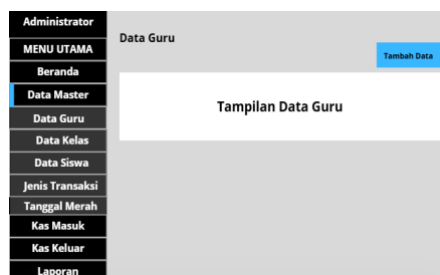 Administrator
MENU UTAMA
Beranda
Data Master
Data Guru
Data Kelas
Data Siswa
Jenis Transaksi
Tanggal Merah
Kas Masuk
Kas Keluar
Laporan
Data Guru
Tambah Data
Tampilan Data Guru